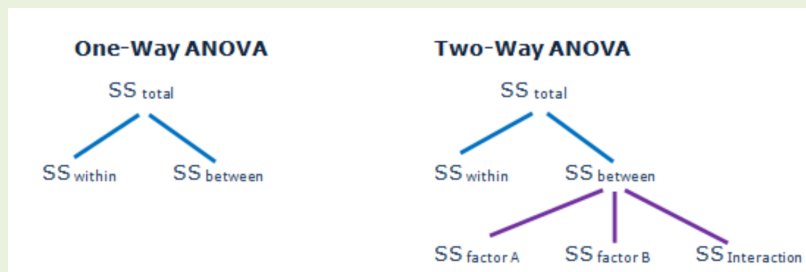 One-Way ANOVA
SS total
SS within SS between
Two-Way ANOVA
SS total
SS within SS between
SS factor A SS factor B SS Interaction